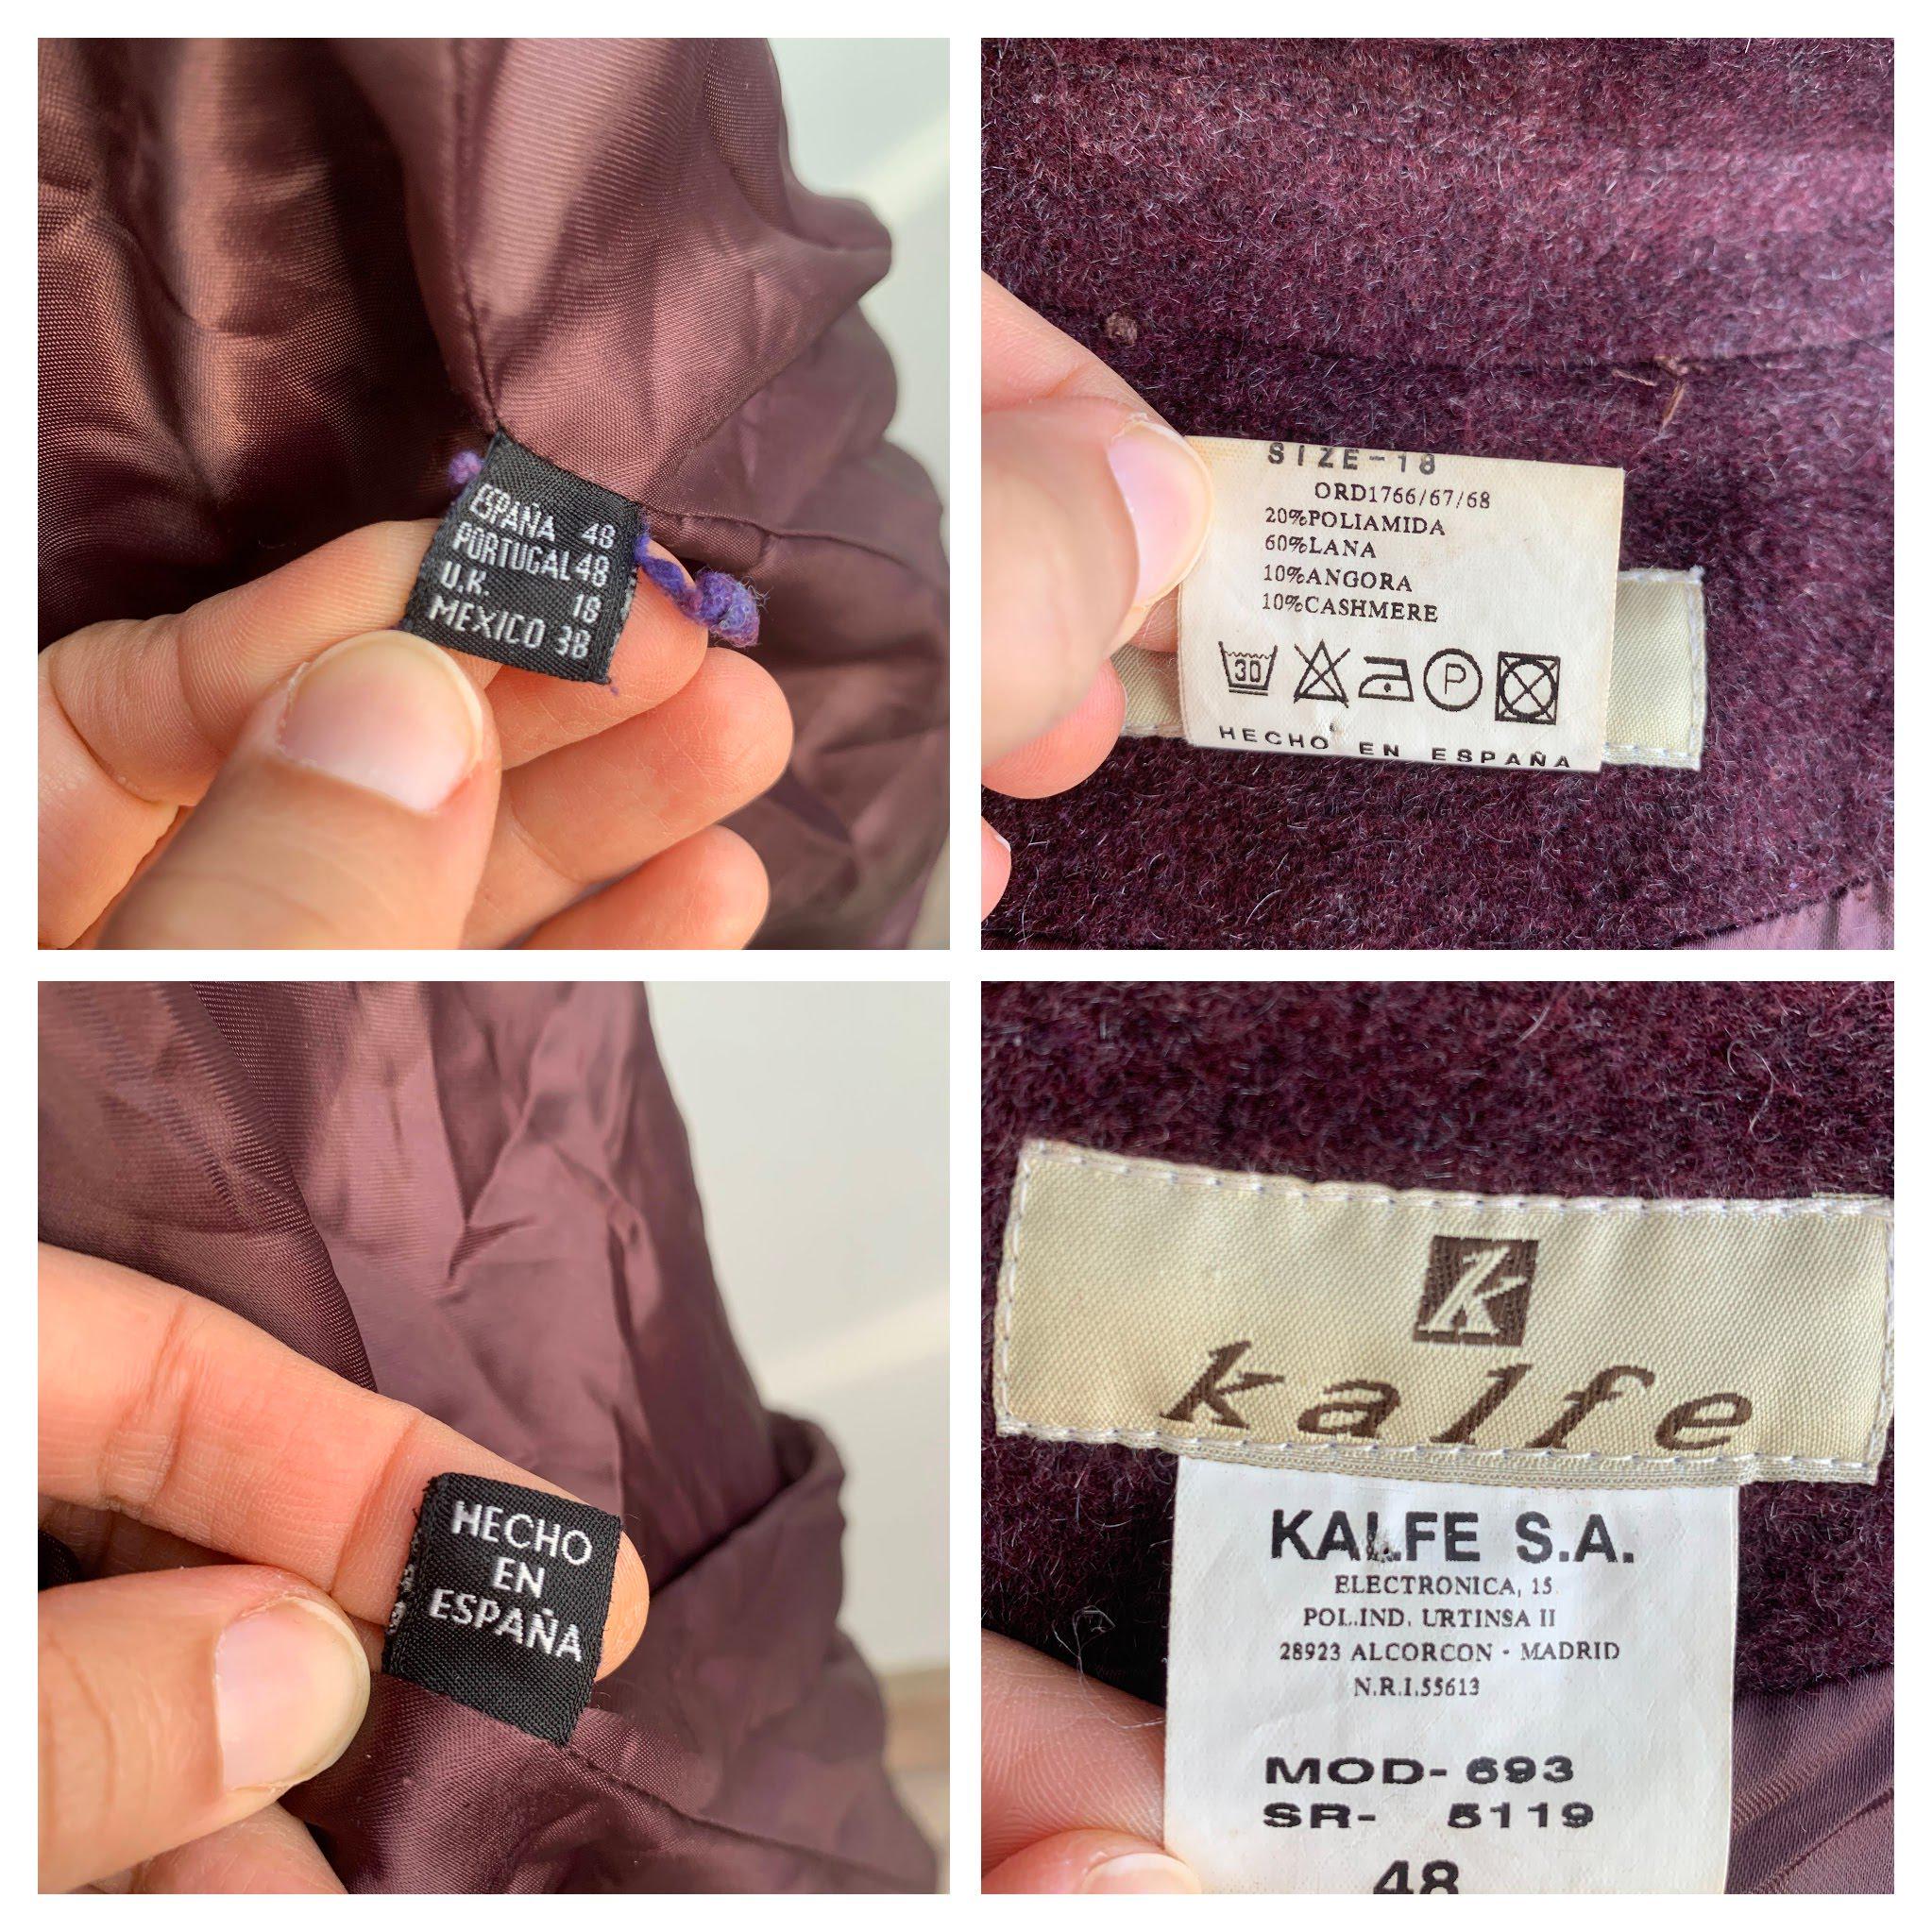 ESPAÑA 48
PORTUGAL 48
U.K. 18
MEXICO 38
SIZE-18
ORD1766/67/68
20%POLIAMIDA
60%LANA
10%ANGORA
10%CASHMERE
30 P
HECHO EN ESPAÑA
HECHO
EN
ESPAÑA
k
kalfe
KALFE S.A.
ELECTRONICA, 15
POL.IND. URTINSA II
28923 ALCORCON - MADRID
N.R.I.55613
MOD- 693
SR- 5119
48